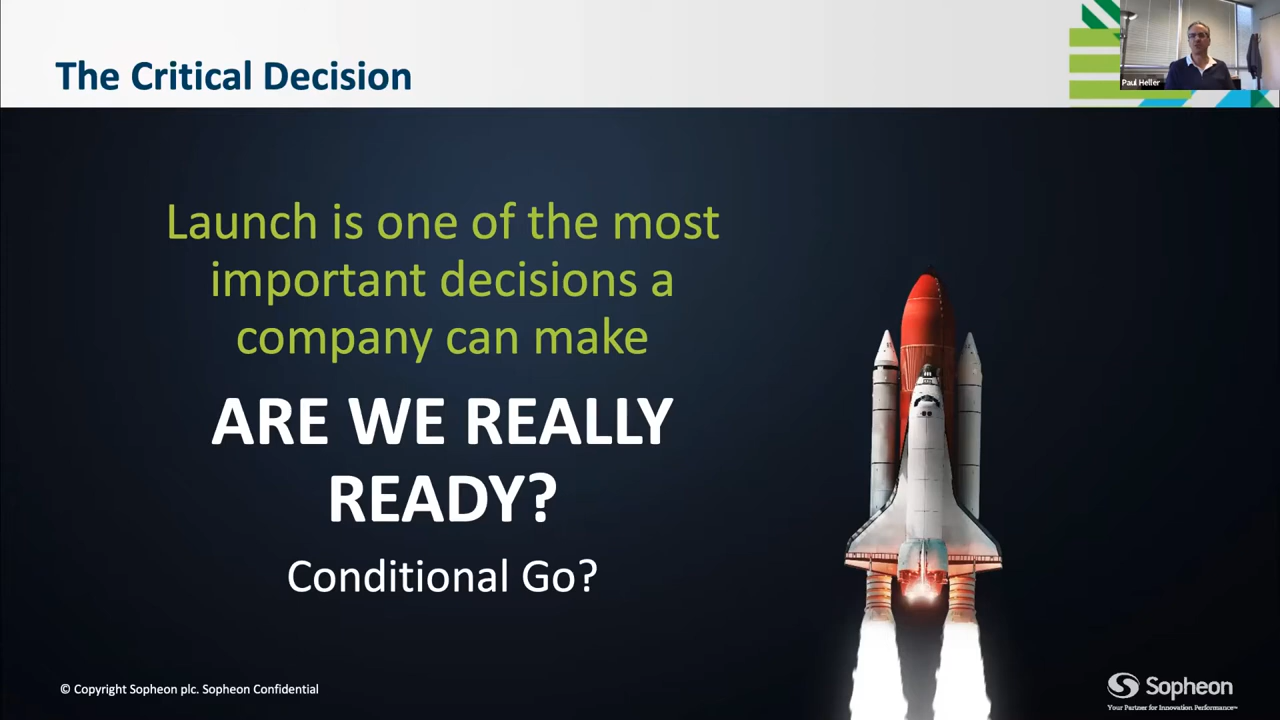 The Critical Decision
Paul Heller
Launch is one of the most
important decisions a
company can make
ARE WE REALLY
READY?
Conditional Go?
© Copyright Sopheon plc. Sopheon Confidential
Sopheon
Your Partner for Innovation Performance™